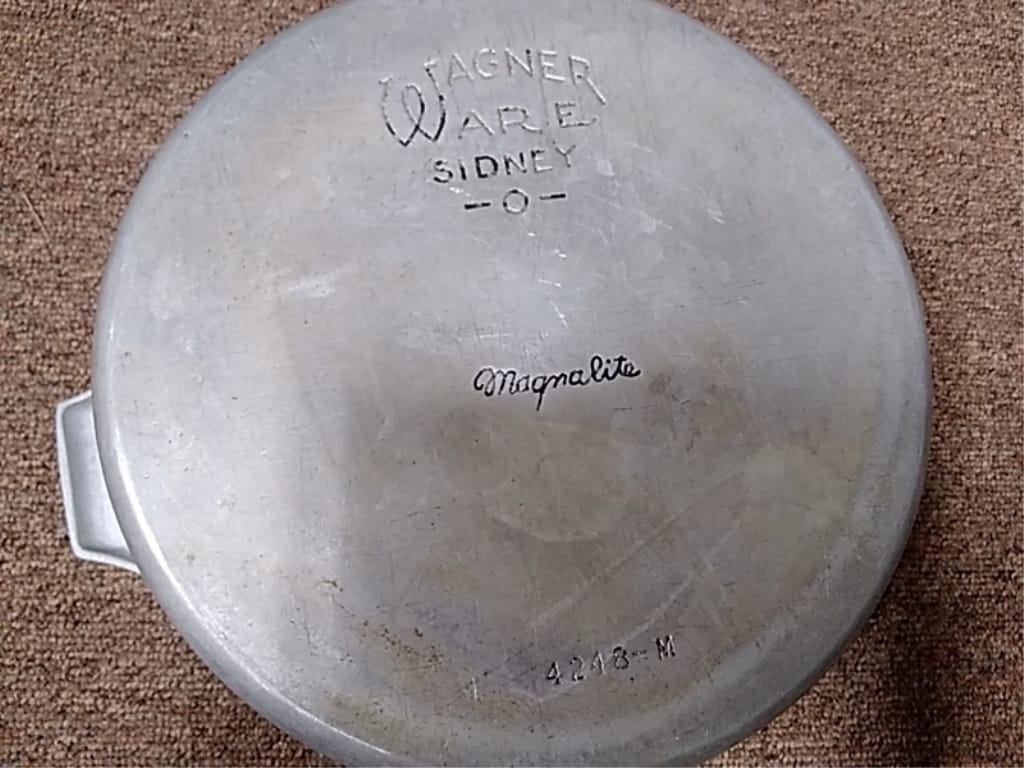 WAGNER
WARE
SIDNEY
-O-
Magnalite
4248-M